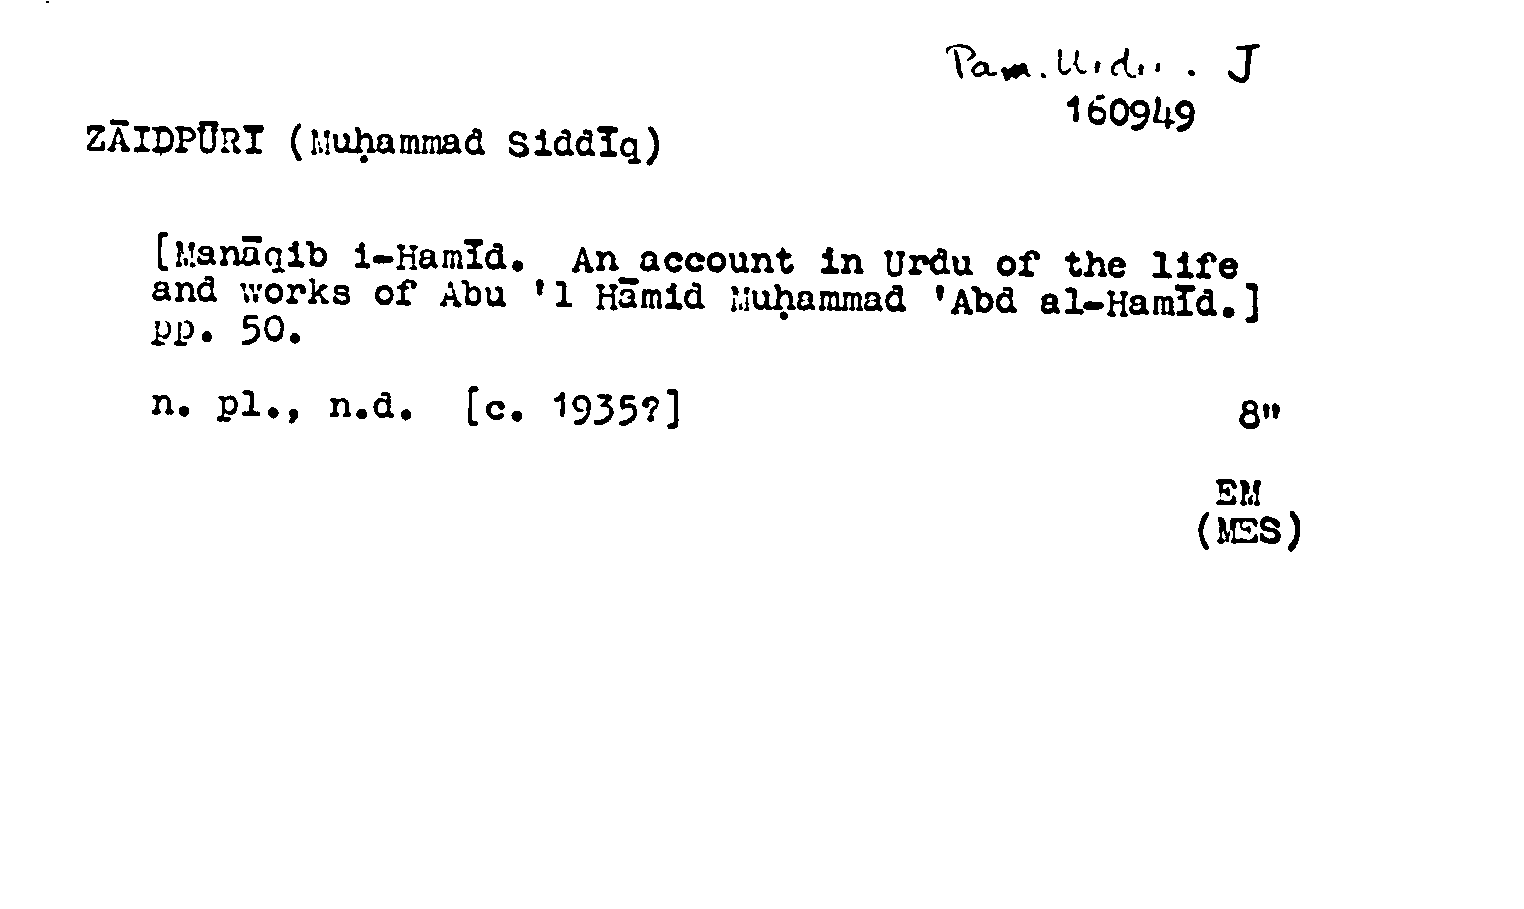 Pam. Urdu. J
160949
ZĀIDPŪRI (Muḥammad Siddīq)
[Manāqib i-Hamīd. An account in Urdu of the life
and works of Abu 'l Hāmid Muḥammad 'Abd al-Hamīd.]
pp. 50.
n. pl., n.d. [c. 1935?] 8"
EM
(MES)